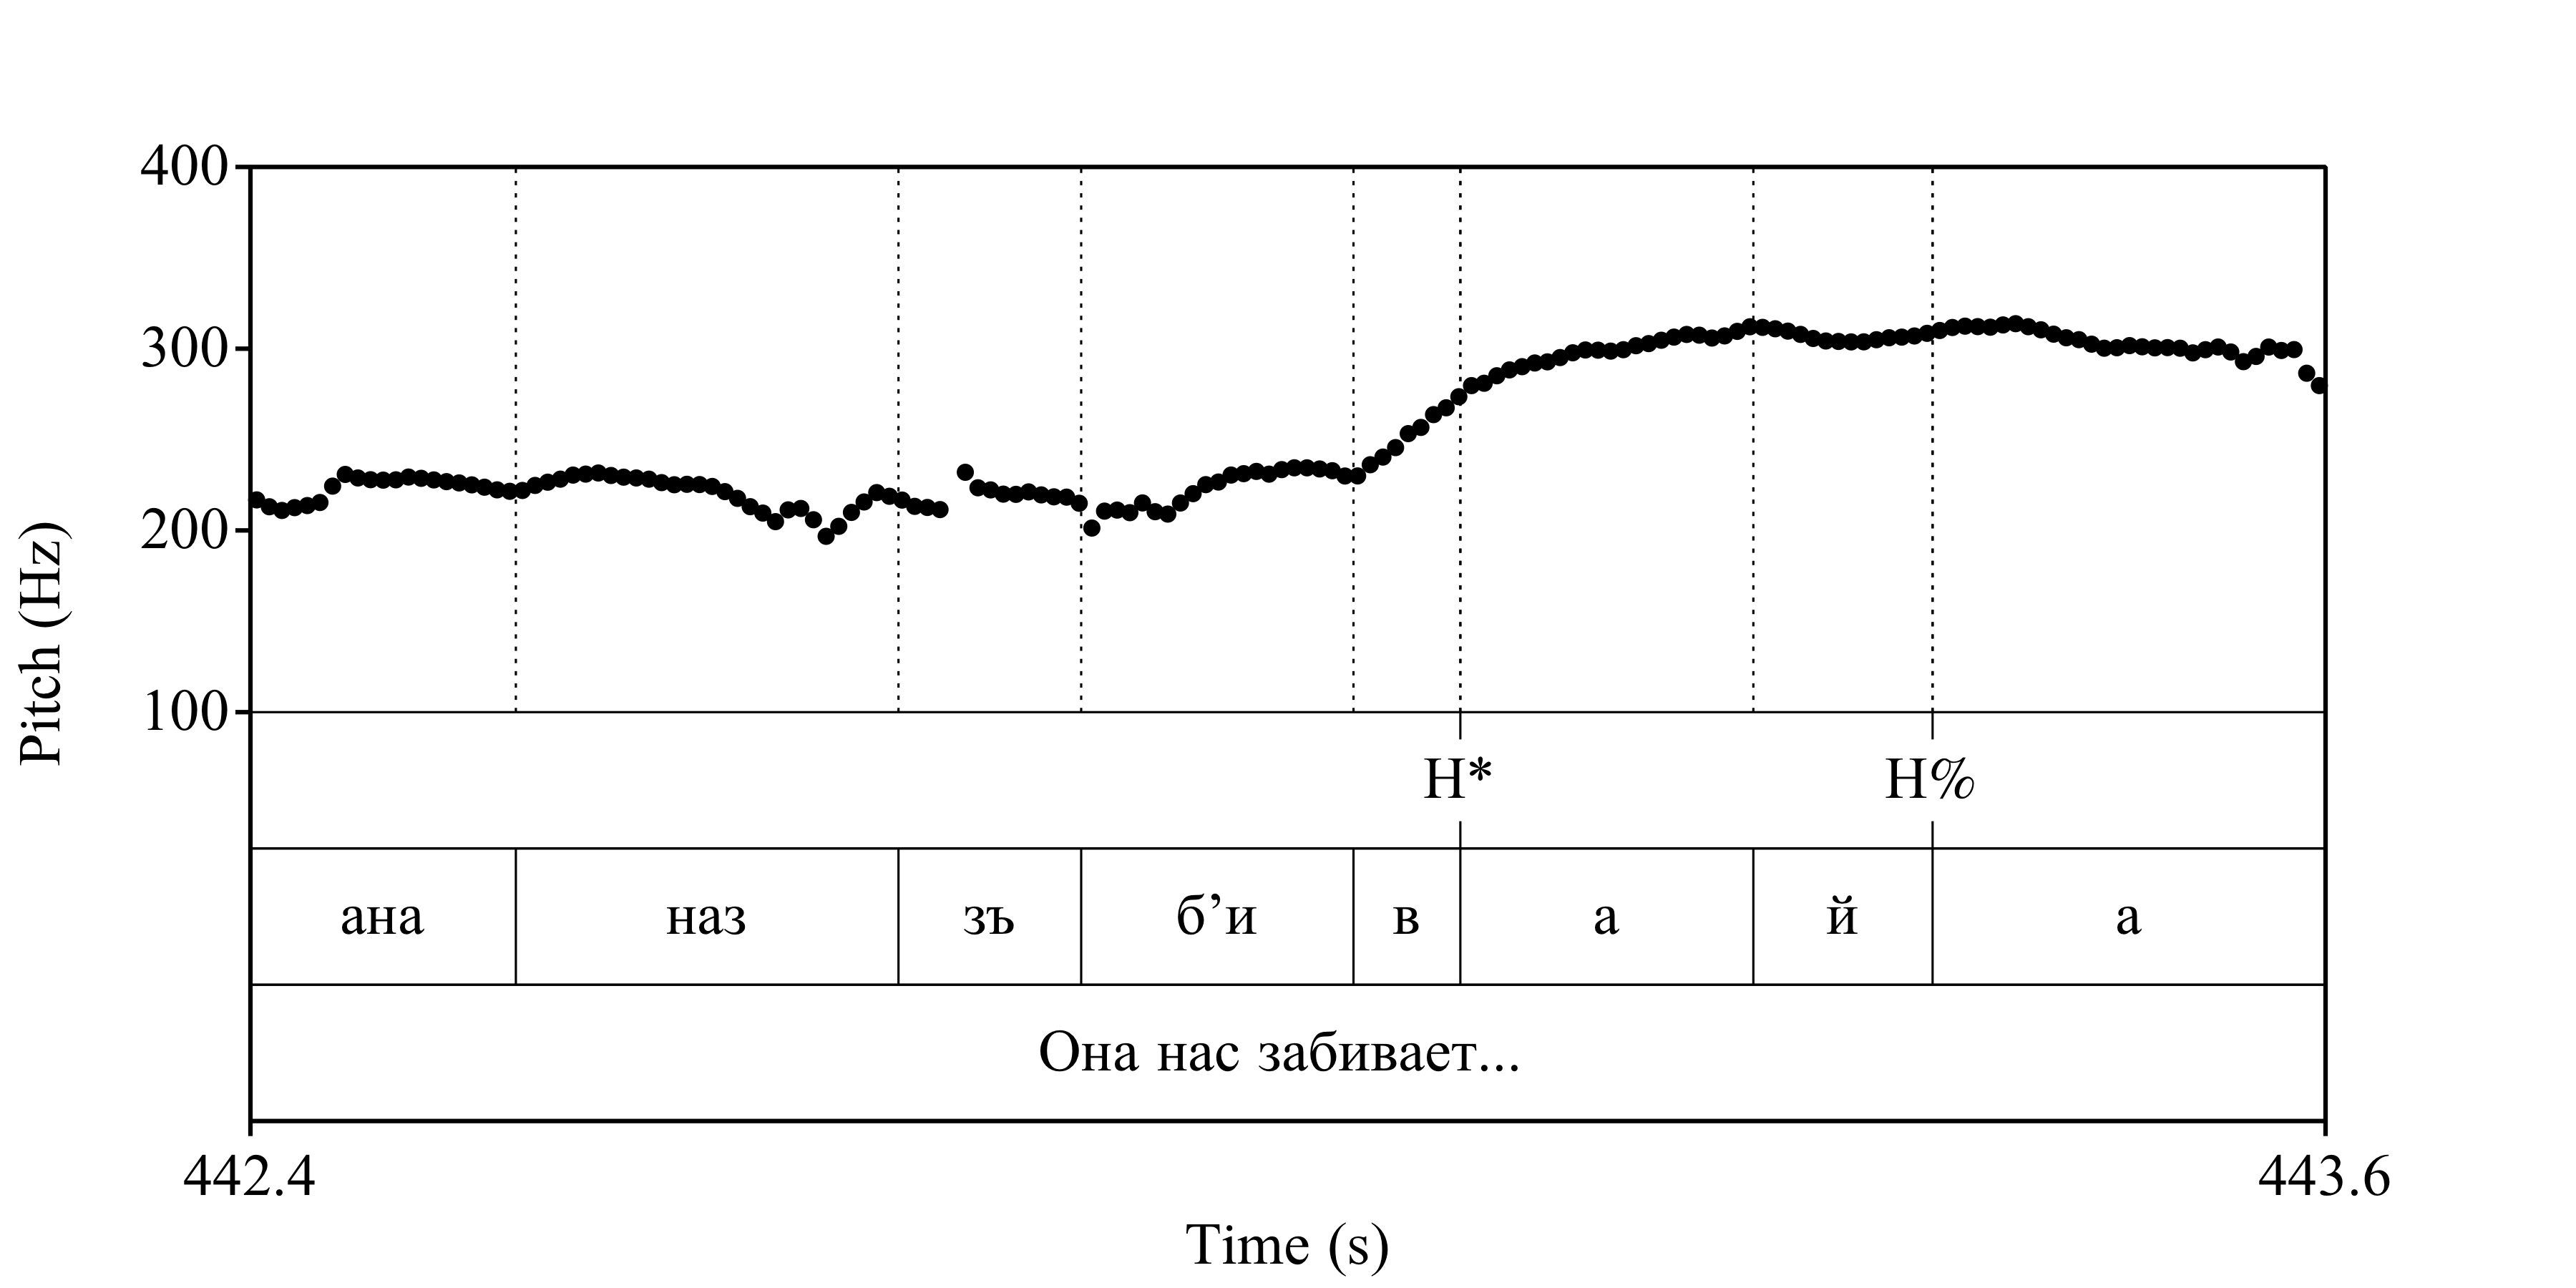 400
300
200
100
Pitch (Hz)
H* H%
ана наз зъ б’и в а й а
Она нас забивает...
442.4 443.6
Time (s)